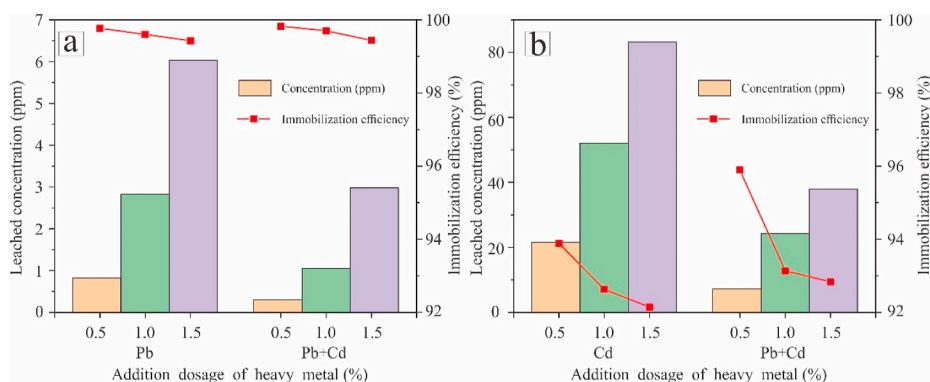 a
Leached concentration (ppm)
7
6
5
4
3
2
1
0
Concentration (ppm)
Immobilization efficiency
100
98
96
94
92
Immobilization efficiency (%)
0.5 1.0 1.5 0.5 1.0 1.5
Pb Pb+Cd
Addition dosage of heavy metal (%)
b
Leached concentration (ppm)
80
60
40
20
0
Concentration (ppm)
Immobilization efficiency
100
98
96
94
92
Immobilization efficiency (%)
0.5 1.0 1.5 0.5 1.0 1.5
Cd Pb+Cd
Addition dosage of heavy metal (%)